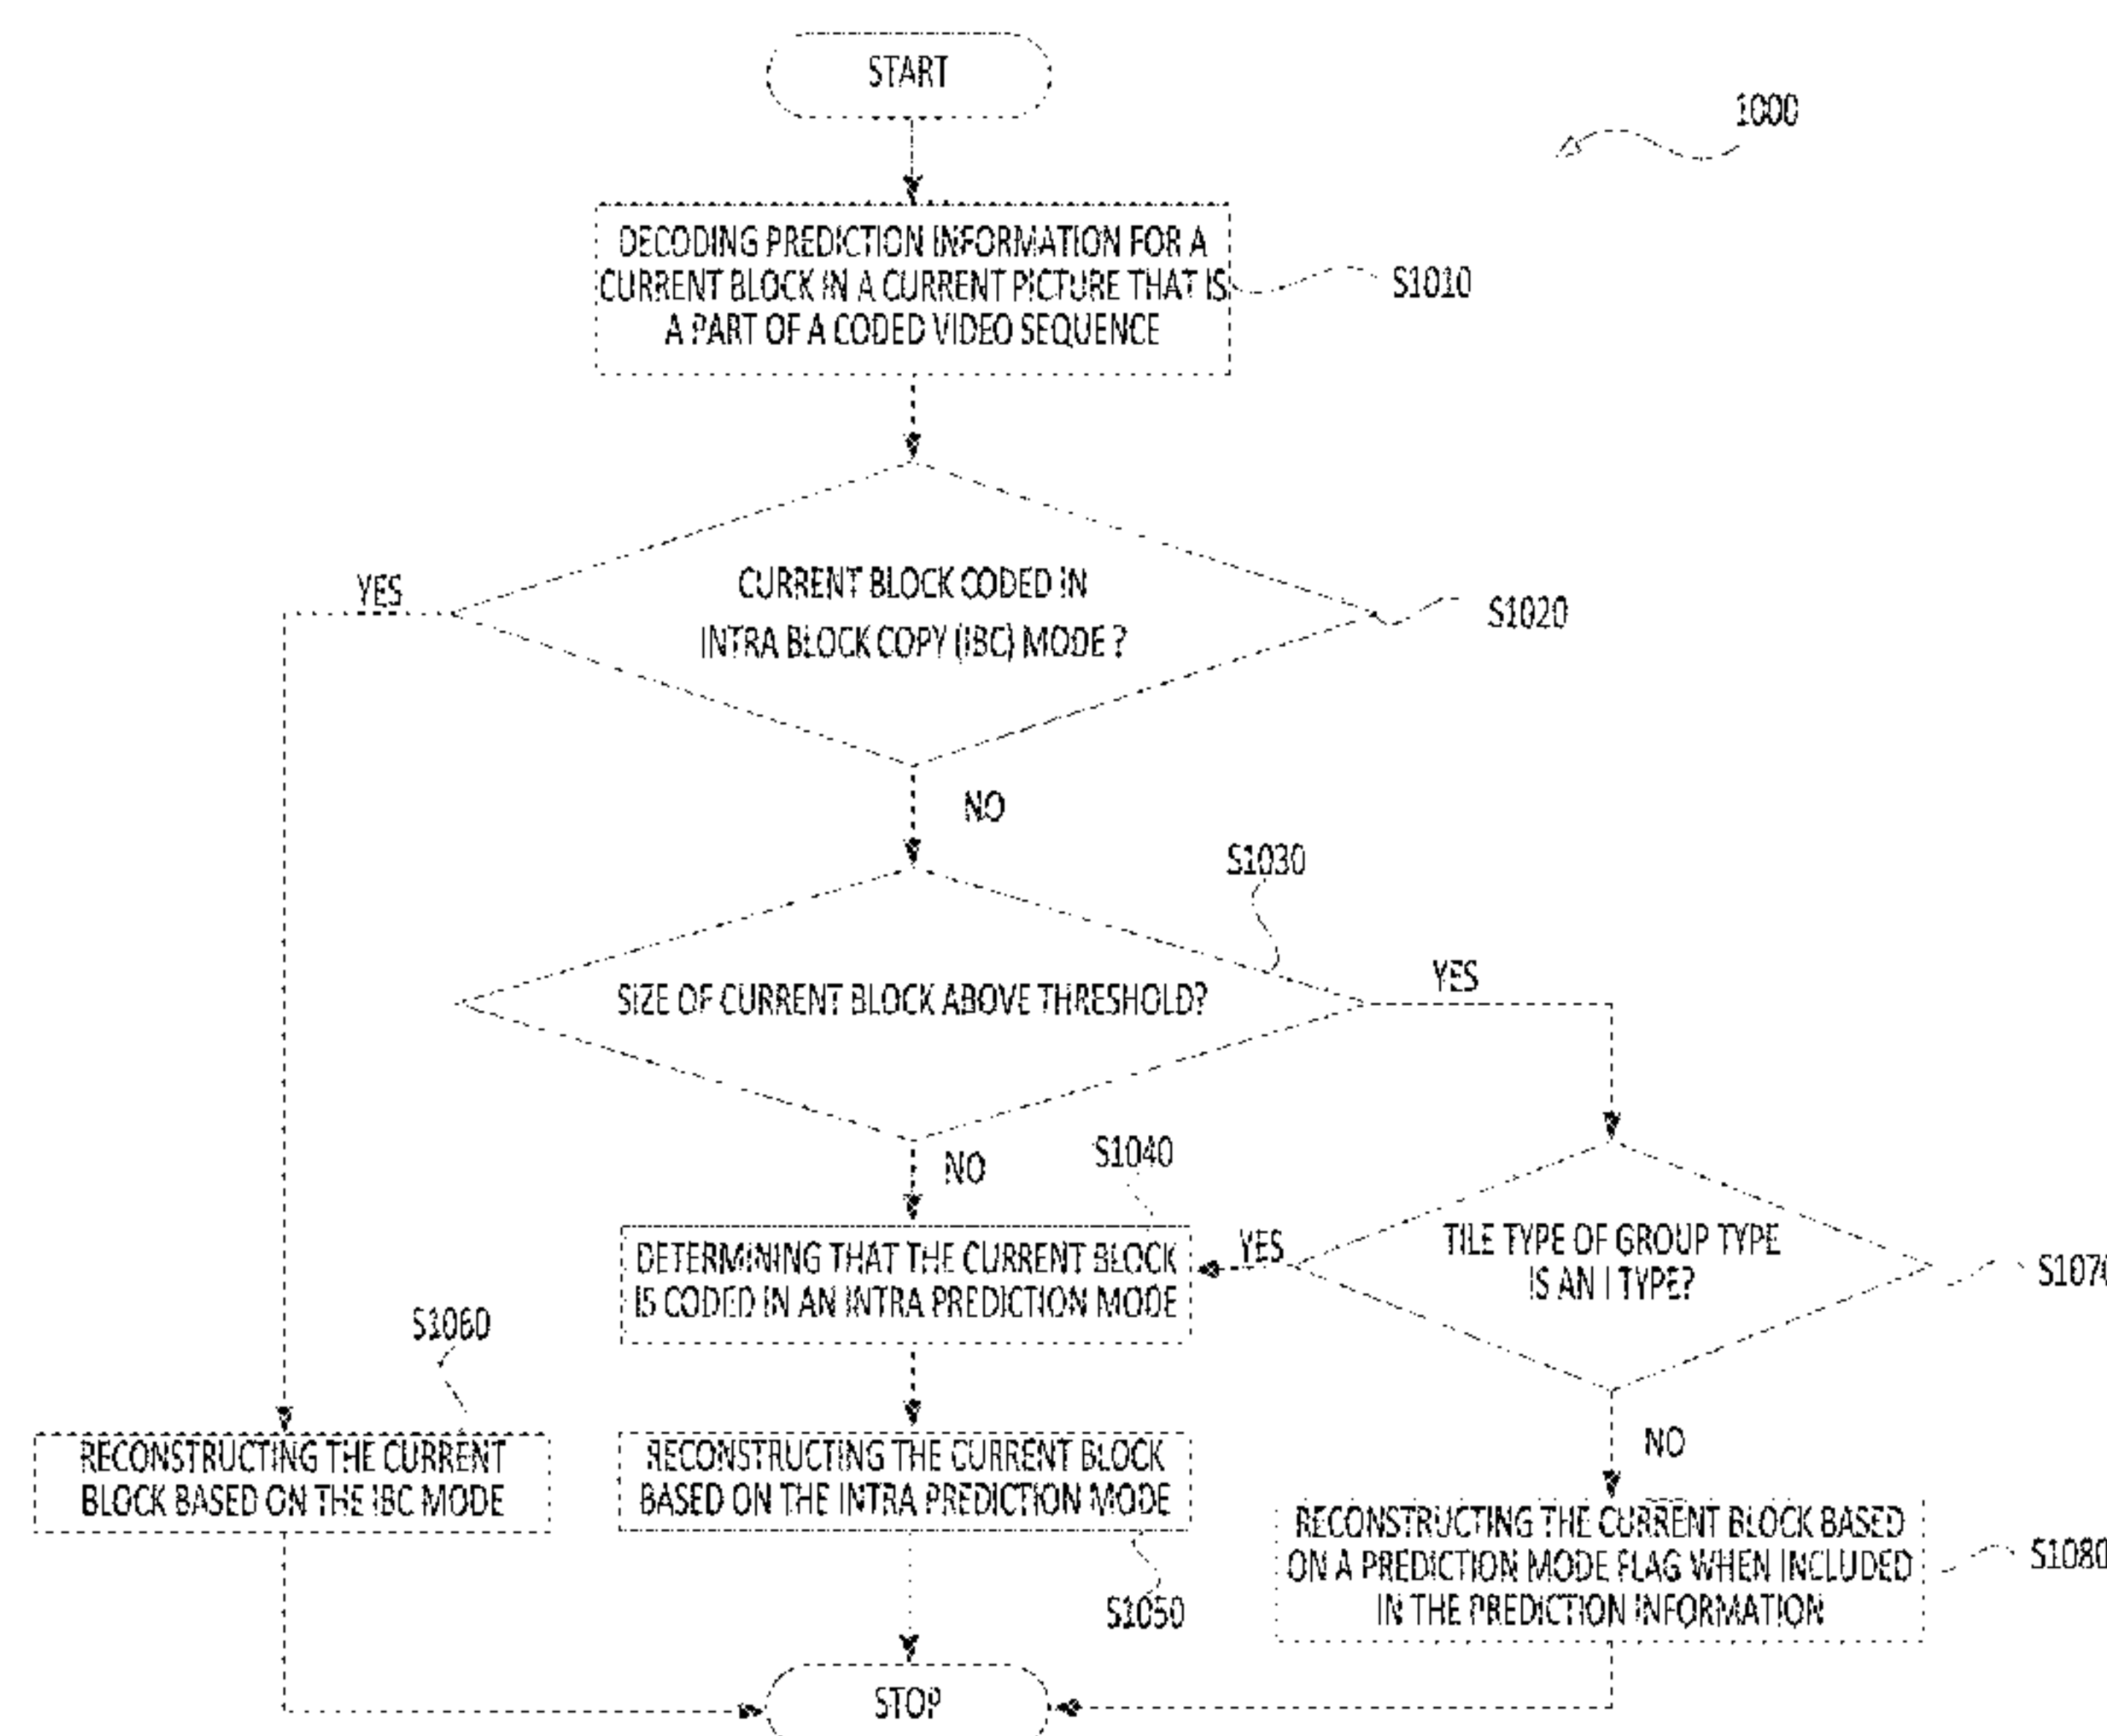 START
1000
DECODING PREDICTION INFORMATION FOR A
CURRENT BLOCK IN A CURRENT PICTURE THAT IS
A PART OF A CODED VIDEO SEQUENCE
S1010
YES
CURRENT BLOCK CODED IN
INTRA BLOCK COPY (IBC) MODE ?
S1020
NO
S1030
SIZE OF CURRENT BLOCK ABOVE THRESHOLD?
YES
NO
S1040
DETERMINING THAT THE CURRENT BLOCK
IS CODED IN AN INTRA PREDICTION MODE
YES
TILE TYPE OF GROUP TYPE
IS AN I TYPE?
S1070
S1060
RECONSTRUCTING THE CURRENT
BLOCK BASED ON THE IBC MODE
RECONSTRUCTING THE CURRENT BLOCK
BASED ON THE INTRA PREDICTION MODE
S1050
NO
RECONSTRUCTING THE CURRENT BLOCK BASED
ON A PREDICTION MODE FLAG WHEN INCLUDED
IN THE PREDICTION INFORMATION
S1080
STOP